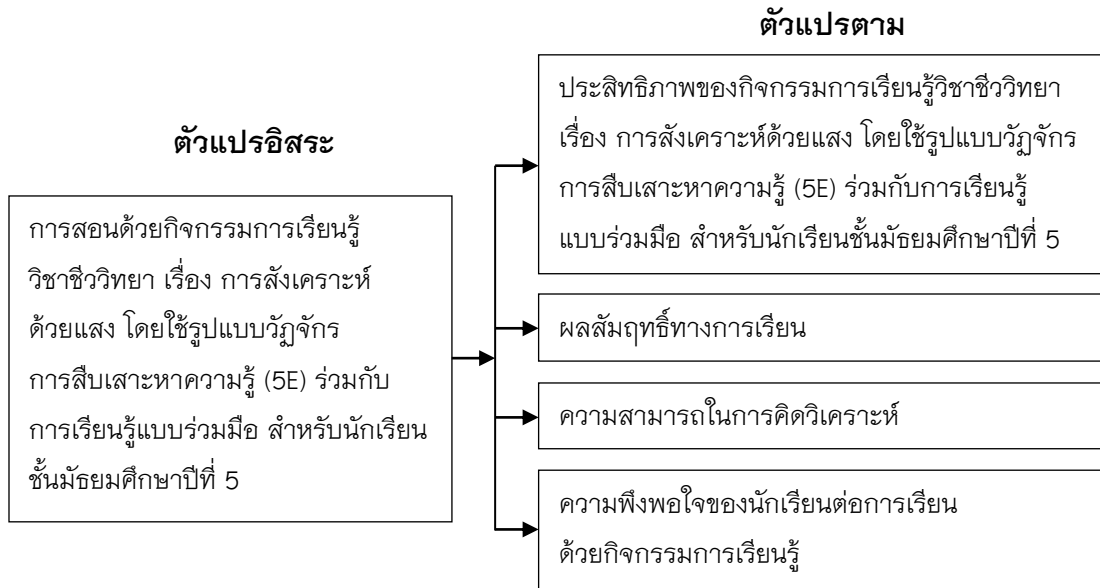 ตัวแปรอิสระ
การสอนด้วยกิจกรรมการเรียนรู้
วิชาชีววิทยา เรื่อง การสังเคราะห์
ด้วยแสง โดยใช้รูปแบบวัฏจักร
การสืบเสาะหาความรู้ (5E) ร่วมกับ
การเรียนรู้แบบร่วมมือ สำหรับนักเรียน
ชั้นมัธยมศึกษาปีที่ 5
ตัวแปรตาม
ประสิทธิภาพของกิจกรรมการเรียนรู้วิชาชีววิทยา
เรื่อง การสังเคราะห์ด้วยแสง โดยใช้รูปแบบวัฏจักร
การสืบเสาะหาความรู้ (5E) ร่วมกับการเรียนรู้
แบบร่วมมือ สำหรับนักเรียนชั้นมัธยมศึกษาปีที่ 5
ผลสัมฤทธิ์ทางการเรียน
ความสามารถในการคิดวิเคราะห์
ความพึงพอใจของนักเรียนต่อการเรียน
ด้วยกิจกรรมการเรียนรู้